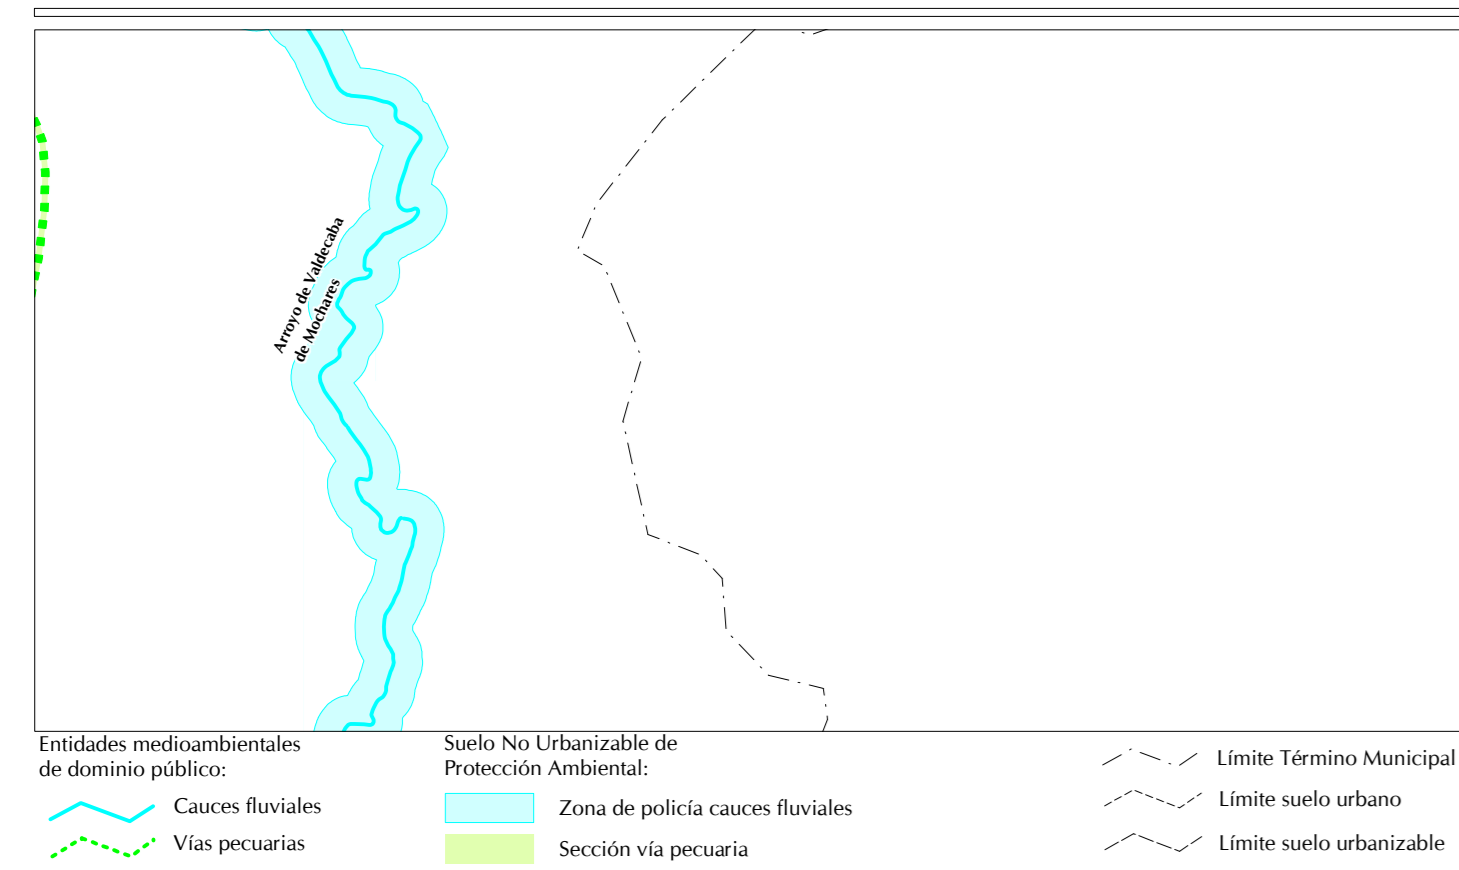 Arroyo de Valdecaba
de Mochares
Entidades medioambientales
de dominio público:
Cauces fluviales
Vías pecuarias
Suelo No Urbanizable de
Protección Ambiental:
Zona de policía cauces fluviales
Sección vía pecuaria
Límite Término Municipal
Límite suelo urbano
Límite suelo urbanizable